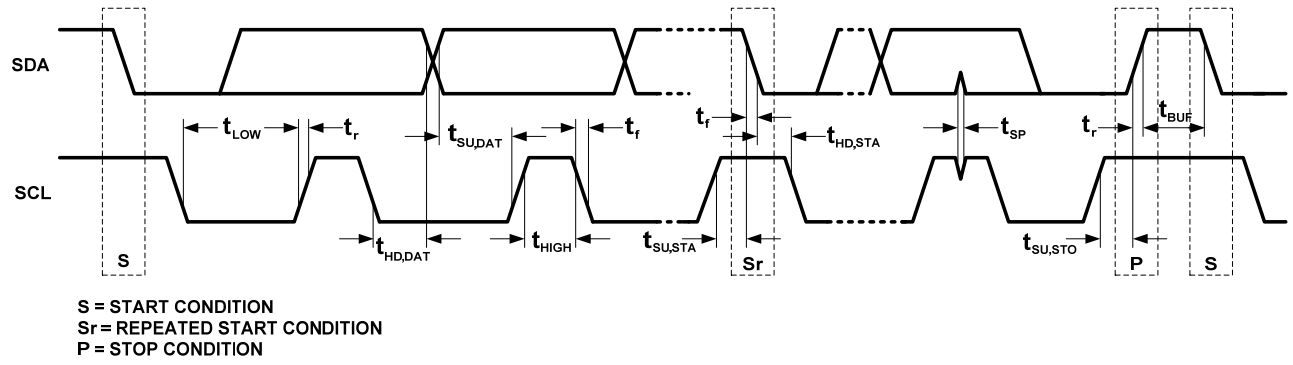 SDA
t_LOW
t_r
t_SU,DAT
t_f
t_f
t_HD,STA
t_SP
t_r
t_BUF
SCL
t_HD,DAT
t_HIGH
t_SU,STA
t_SU,STO
S
Sr
P
S
S = START CONDITION
Sr = REPEATED START CONDITION
P = STOP CONDITION